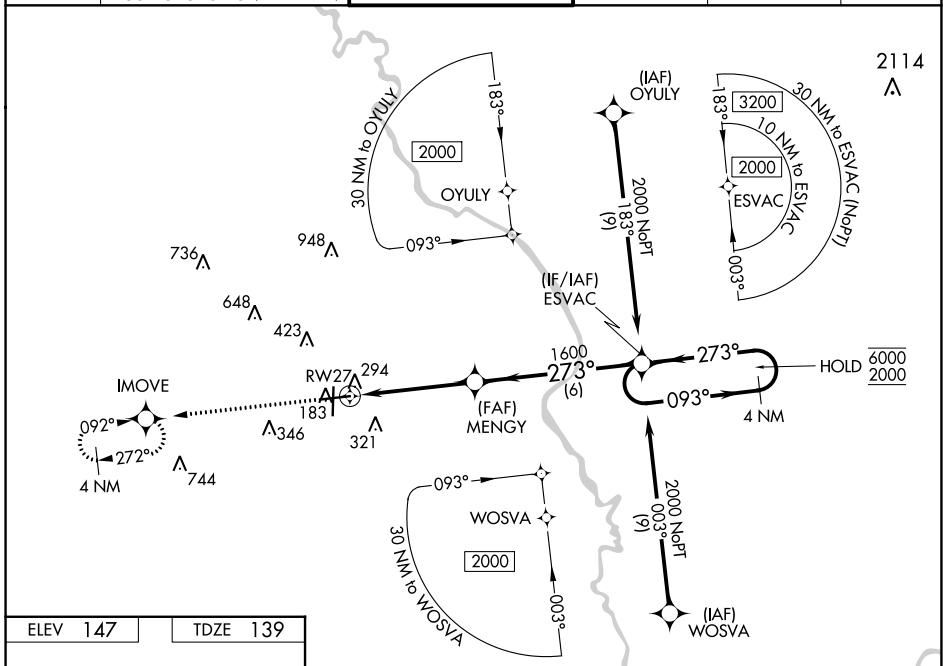 2114
(IAF)
OYULY
183°
30 NM to OYULY
2000
OYULY
093°
2000 NoPT
183°
(9)
183°
3200
2000
30 NM to ESVAC (NoPT)
10 NM to ESVAC
ESVAC
003°
736
948
648
423
(IF/IAF)
ESVAC
1600
273°
(6)
273°
093°
4 NM
HOLD
6000
2000
IMOVE
RW27
294
183
(FAF)
MENGY
092°
272°
4 NM
346
321
744
093°
WOSVA
30 NM to WOSVA
2000
003°
2000 NoPT
003°
(9)
(IAF)
WOSVA
ELEV 147
TDZE 139